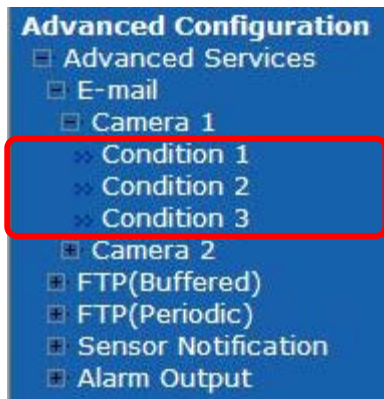 Advanced Configuration
Advanced Services
E-mail
Camera 1
Condition 1
Condition 2
Condition 3
Camera 2
FTP(Buffered)
FTP(Periodic)
Sensor Notification
Alarm Output